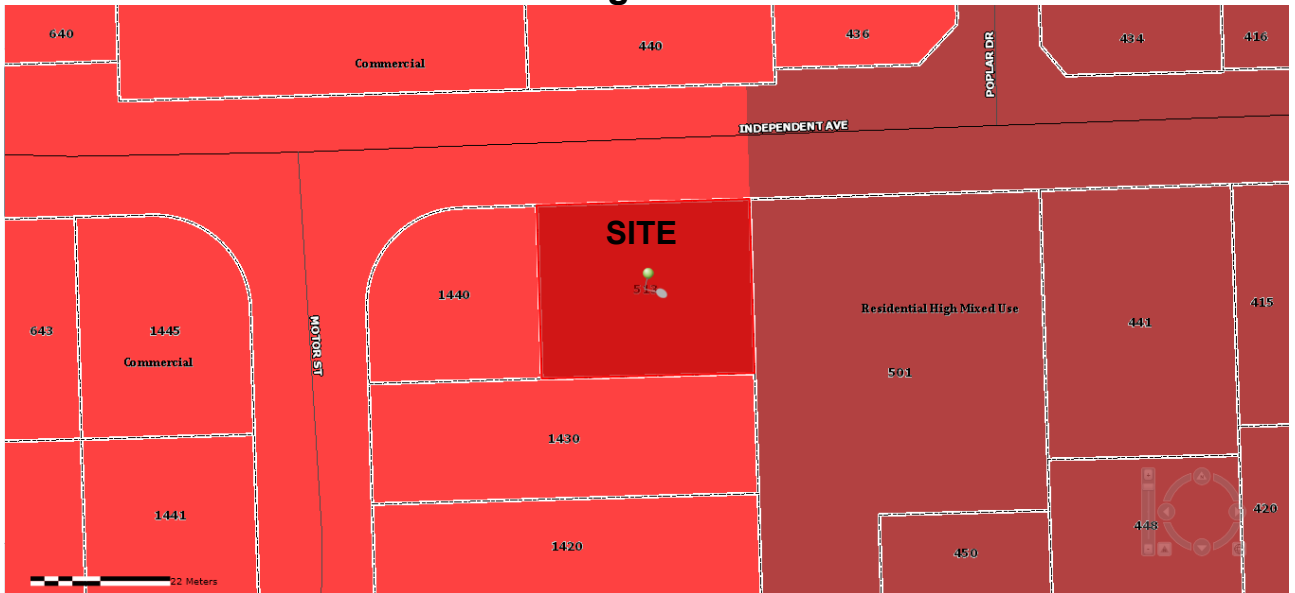 g
640
440
436
434
416
Commercial
POPLAR DR
INDEPENDENT AVE
SITE
1440
Residential High Mixed Use
415
643
1445
441
MOTOR ST
Commercial
501
1430
1441
1420
450
448
420
22 Meters